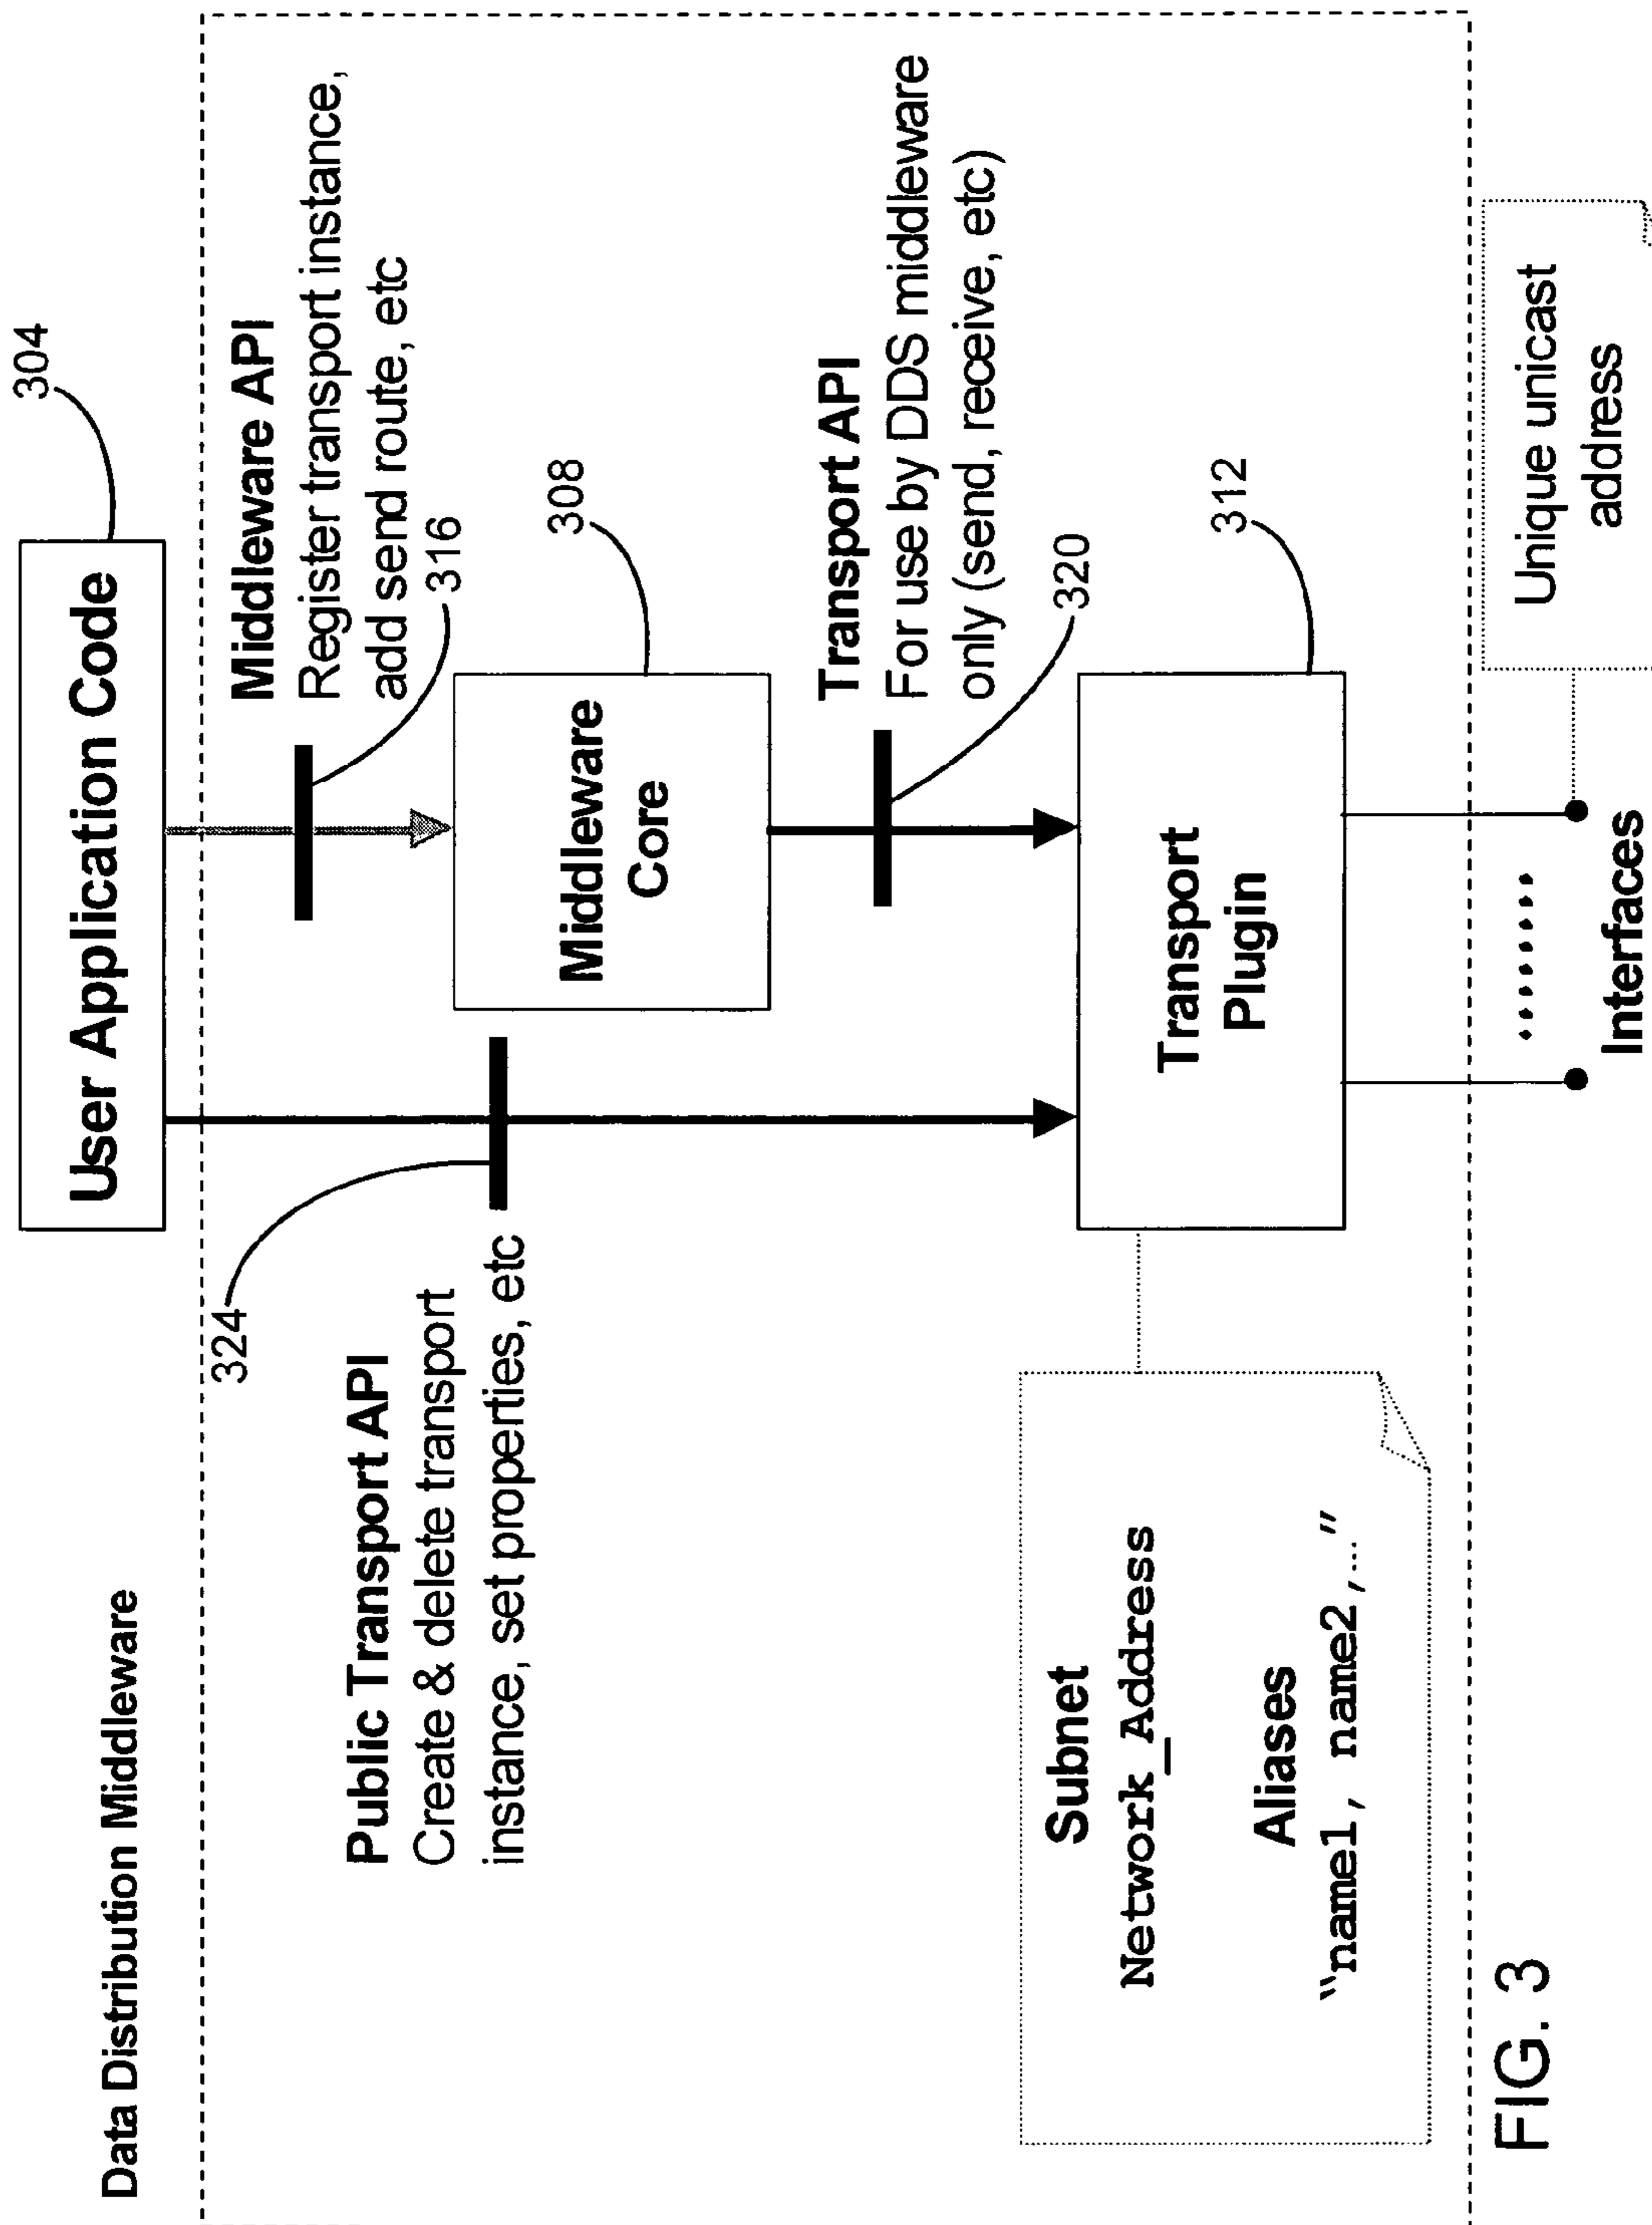 304
User Application Code
Data Distribution Middleware
324
Middleware API
Register transport instance,
add send route, etc
316
Public Transport API
Create & delete transport
instance, set properties, etc
308
Middleware
Core
Transport API
For use by DDS middleware
only (send, receive, etc)
320
312
Transport
Plugin
Subnet
Network_Address
Aliases
“name1, name2,…”
Unique unicast
address
Interfaces
FIG. 3